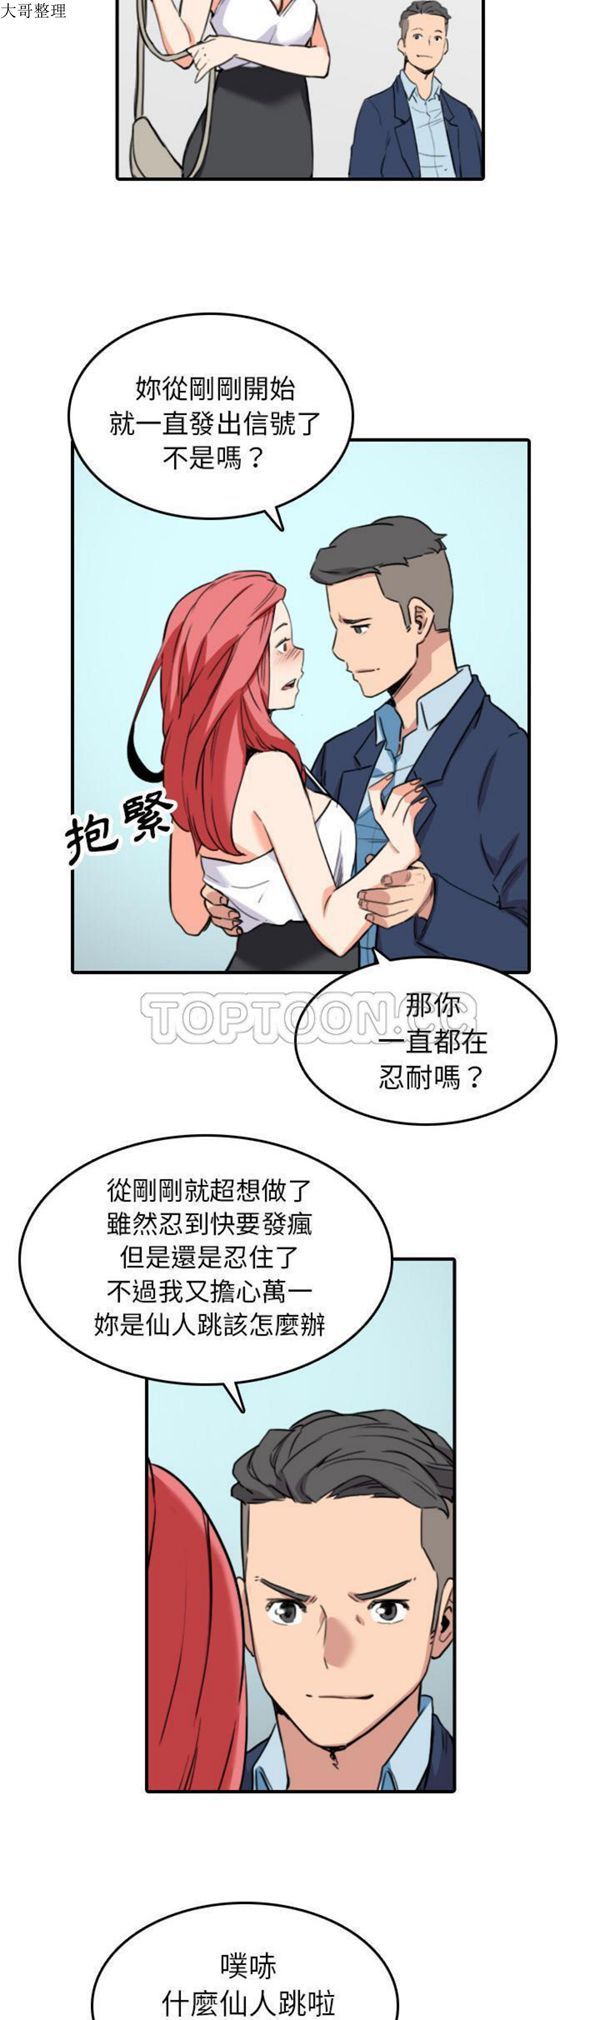 大哥整理
妳從剛剛開始
就一直發出信號了
不是嗎？
抱緊
TOPTOON.CC
那你
一直都在
忍耐嗎？
從剛剛就超想做了
雖然忍到快要發瘋
但是還是忍住了
不過我又擔心萬一
妳是仙人跳該怎麼辦
噗哧
什麼仙人跳啦